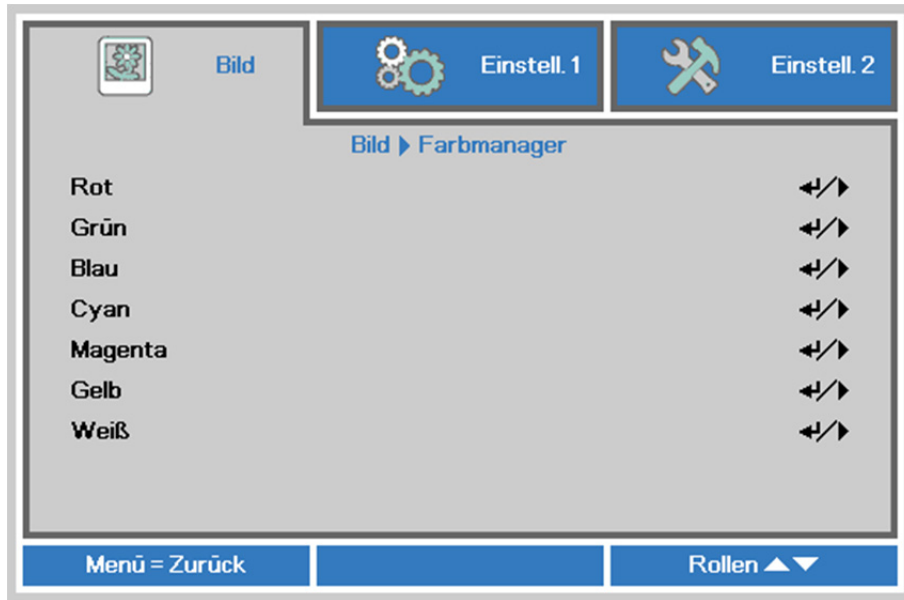 Bild
Einstell. 1
Einstell. 2
Bild ▶ Farbmanager
Rot
Grün
Blau
Cyan
Magenta
Gelb
Weiß
Menü = Zurück
Rollen ▲▼